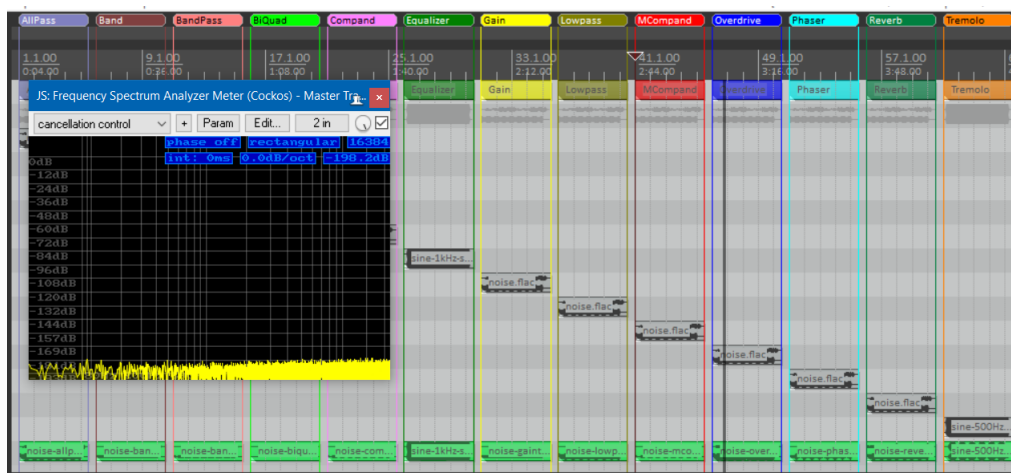 AllPass Band BandPass BiQuad Compand Equalizer Gain Lowpass MCompand Overdrive Phaser Reverb Tremolo
1.1.00 9.1.00 17.1.00 25.1.00 33.1.00 41.1.00 49.1.00 57.1.00
0:04.00 0:36.00 1:08.00 1:40.00 2:12.00 2:44.00 3:16.00 3:48.00
JS: Frequency Spectrum Analyzer Meter (Cockos) - Master Tra...
Equalizer Gain Lowpass MCompand Overdrive Phaser Reverb Tremolo
cancellation control + Param Edit... 2 in
phase off rectangular 16384
int: 0ms 0.0dB/oct -198.2dB
0dB
-12dB
-24dB
-36dB
-48dB
-60dB
-72dB
-84dB
-96dB
-108dB
-120dB
-132dB
-144dB
-157dB
-169dB
sine-1kHz-s...
noise.flac
noise.flac
noise.flac
noise.flac
noise.flac
noise.flac
sine-500Hz...
noise-allp... noise-ban... noise-ban... noise-biqu... noise-com... sine-1kHz-s... noise-gaint... noise-lowp... noise-mco... noise-over... noise-phas... noise-reve... sine-500Hz...